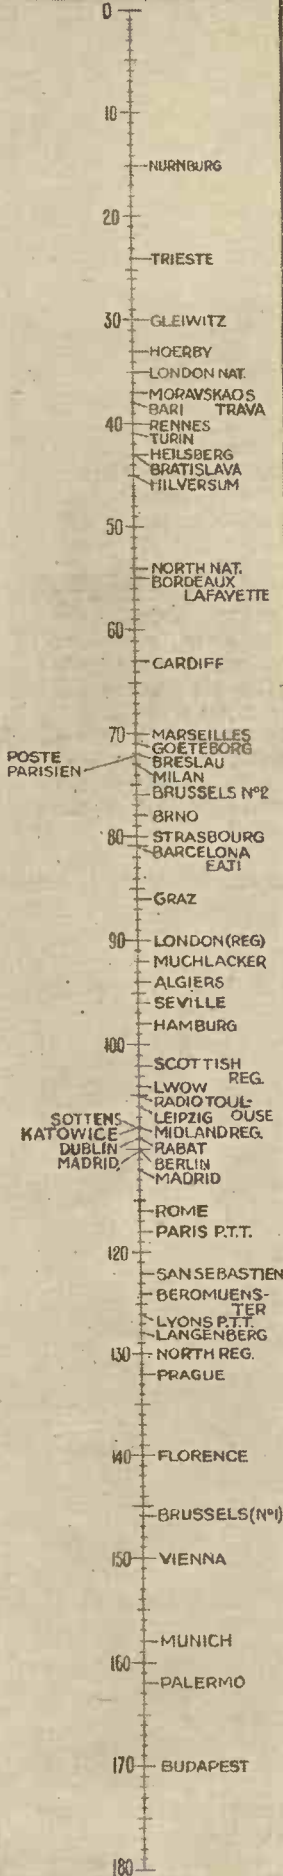 0
10
NURNBURG
20
TRIESTE
30 GLEIWITZ
HOERBY
LONDON NAT.
MORAVSKAOS
BARI TRAVA
40 RENNES
TURIN
HEILSBERG
BRATISLAVA
HILVERSUM
50
NORTH NAT.
BORDEAUX
LAFAYETTE
60
CARDIFF
70 MARSEILLES
GOETEBORG
POSTE BRESLAU
PARISIEN MILAN
BRUSSELS Nº2
BRNO
80 STRASBOURG
BARCELONA
EAJ1
GRAZ
90 LONDON (REG)
MUCHLACKER
ALGIERS
SEVILLE
HAMBURG
100
SCOTTISH
REG.
LWOW
RADIO TOUL-
SOTTENS LEIPZIG OUSE
KATOWICE MIDLAND REG.
DUBLIN RABAT
MADRID BERLIN
MADRID
ROME
PARIS P.T.T.
120
SAN SEBASTIEN
BEROMUENS-
TER
LYONS P.T.T.
LANGENBERG
130 NORTH REG.
PRAGUE
140 FLORENCE
BRUSSELS (Nº1)
150 VIENNA
MUNICH
160
PALERMO
170 BUDAPEST
180